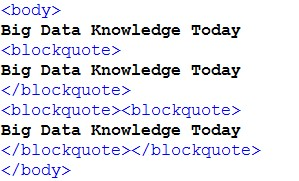 <body>
Big Data Knowledge Today
<blockquote>
Big Data Knowledge Today
</blockquote>
<blockquote><blockquote>
Big Data Knowledge Today
</blockquote></blockquote>
</body>